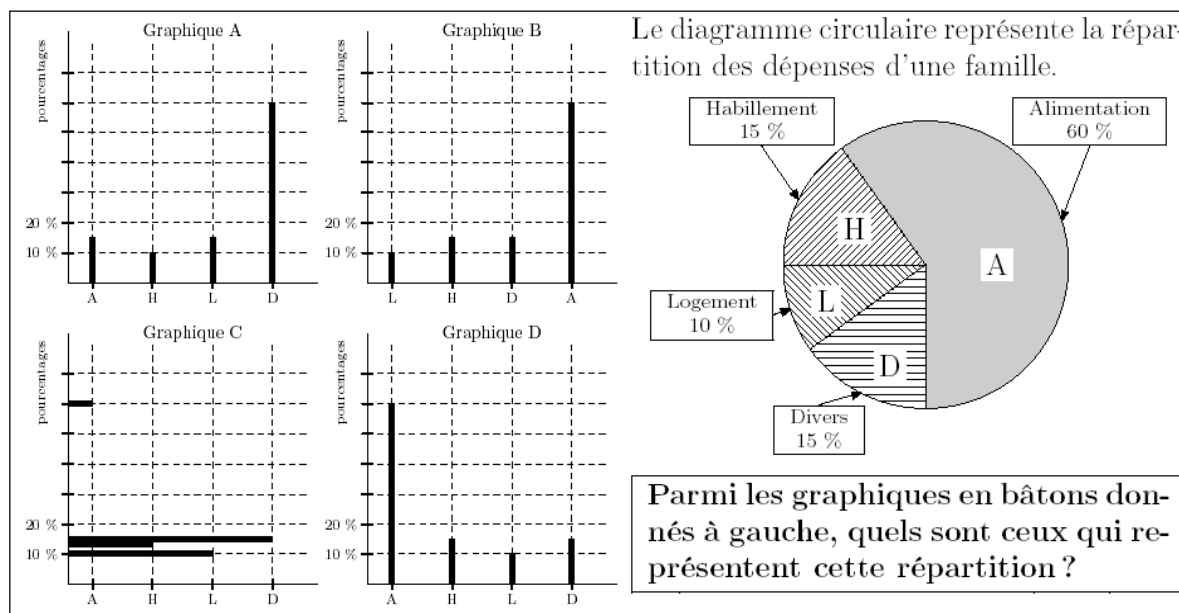 Graphique A
pourcentages
20 %
10 %
A H L D
Graphique B
pourcentages
20 %
10 %
L H D A
Graphique C
pourcentages
20 %
10 %
A H L D
Graphique D
pourcentages
20 %
10 %
A H L D
Le diagramme circulaire représente la répar-
tition des dépenses d'une famille.
Habillement
15 %
Alimentation
60 %
H
A
Logement
10 %
L
D
Divers
15 %
Parmi les graphiques en bâtons don-
nés à gauche, quels sont ceux qui re-
présentent cette répartition ?